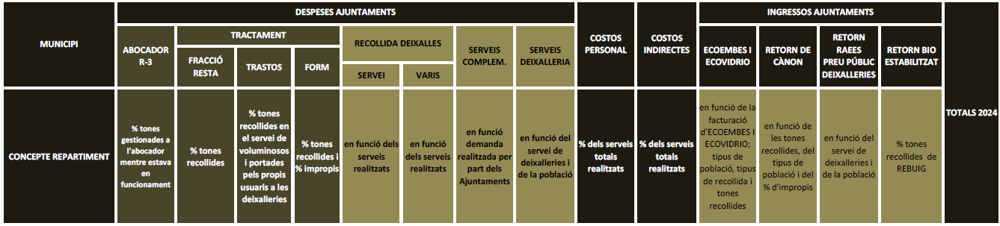 MUNICIPI
DESPESES AJUNTAMENTS
ABOCADOR
R-3
TRACTAMENT
FRACCIÓ
RESTA
TRASTOS
FORM
RECOLLIDA DEIXALLES
SERVEI
VARIS
SERVEIS
COMPLEM.
SERVEIS
DEIXALLERIA
COSTOS
PERSONAL
COSTOS
INDIRECTES
INGRESSOS AJUNTAMENTS
ECOEMBES I
ECOVIDRIO
RETORN DE
CÀNON
RETORN
RAEES
PREU PÚBLIC
DEIXALLERIES
RETORN BIO
ESTABILITZAT
TOTALS 2024
CONCEPTE REPARTIMENT
% tones
gestionades a
l'abocador
mentre estava
en
funcionament
% tones
recollides
% tones
recollides en
el servei de
voluminosos
i portades
pels propis
usuaris a les
deixalleries
% tones
recollides i
% impropis
en funció dels
serveis
realitzats
en funció
dels serveis
realitzats
en funció
demanda
realitzada per
part dels
Ajuntaments
en funció del
servei de
deixalleries i
de la població
% dels serveis
totals
realitzats
% dels serveis
totals
realitzats
en funció de la
facturació
d'ECOEMBES I
ECOVIDRIO;
tipus de
població, tipus
de recollida i
tones
recollides
en funció de
les tones
recollides, del
tipus de
població i del
% d'impropis
en funció del
servei de
deixalleries i
de la població
% tones
recollides de
REBUIG